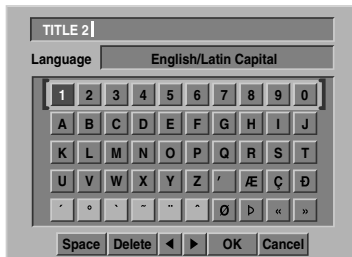 TITLE 2
Language English/Latin Capital
1 2 3 4 5 6 7 8 9 0
A B C D E F G H I J
K L M N O P Q R S T
U V W X Y Z ′ Æ Ç Ð
´ ° ` ˜ ¨ ˆ Ø Þ « »
Space Delete ◀ ▶ OK Cancel